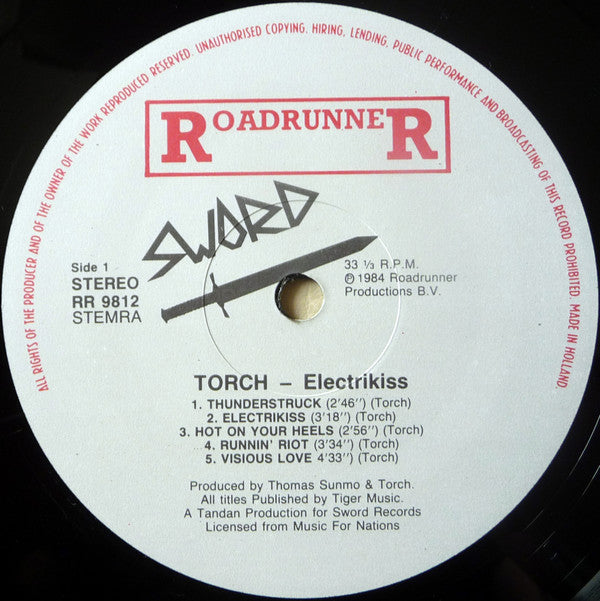 ALL RIGHTS OF THE PRODUCER AND OF THE OWNER OF THE WORK REPRODUCED RESERVED. UNAUTHORISED COPYING, HIRING, LENDING, PUBLIC PERFORMANCE AND BROADCASTING OF THIS RECORD PROHIBITED. MADE IN HOLLAND.
ROADRUNNER
SWORD
Side 1
STEREO
RR 9812
STEMRA
33 ⅓ R.P.M.
℗ 1984 Roadrunner
Productions B.V.
TORCH – Electrikiss
1. THUNDERSTRUCK (2'46") (Torch)
2. ELECTRIKISS (3'18") (Torch)
3. HOT ON YOUR HEELS (2'56") (Torch)
4. RUNNIN' RIOT (3'34") (Torch)
5. VISIOUS LOVE 4'33") (Torch)
Produced by Thomas Sunmo & Torch.
All titles Published by Tiger Music.
A Tandan Production for Sword Records
Licensed from Music For Nations